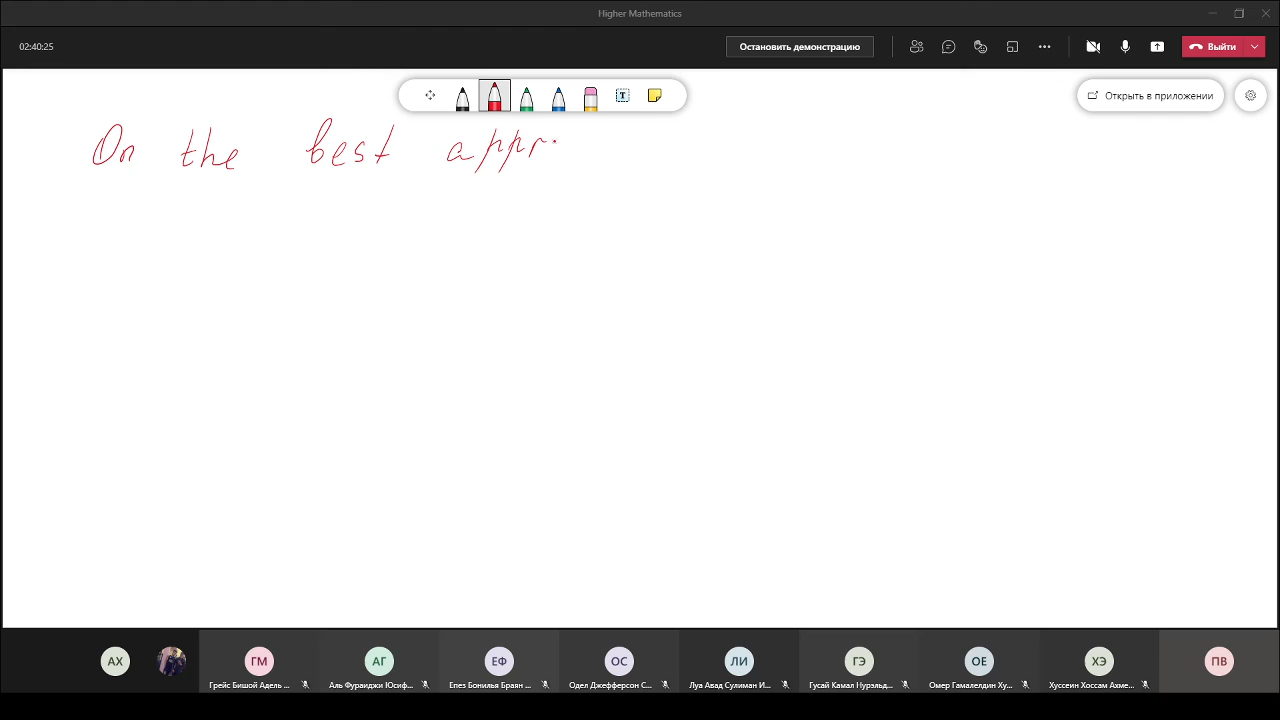 Higher Mathematics
02:40:25
Остановить демонстрацию
Выйти
Открыть в приложении
On the best appr
АХ
ГМ
АГ
ЕФ
ОС
ЛИ
ГЭ
ОЕ
ХЭ
ПВ
Грейс Бишой Адель ...
Аль Фураиджи Юсиф...
Епез Бонилья Браян ...
Одел Джефферсон С...
Луа Авад Сулиман И...
Гусай Камал Нурэльд...
Омер Гамалелдин Ху...
Хуссеин Хоссам Ахме...